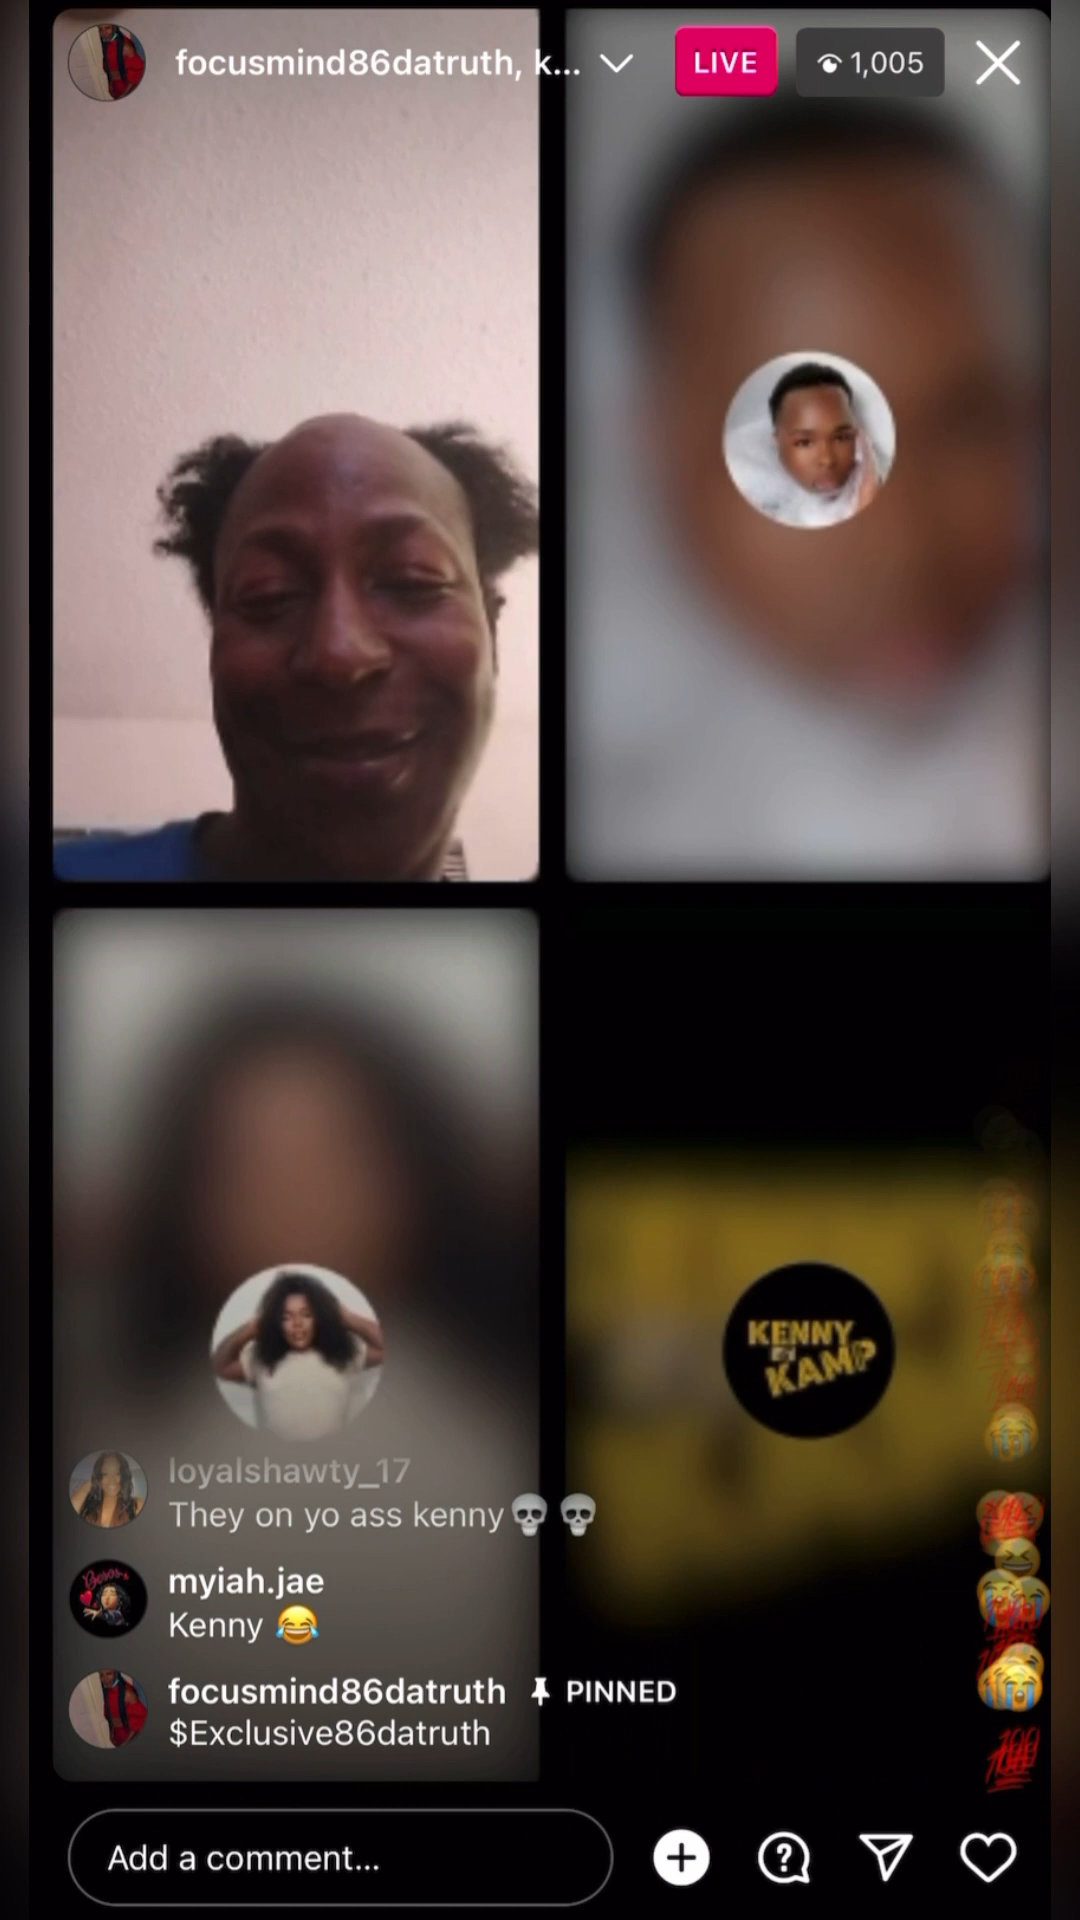 focusmind86datruth, k...
LIVE
1,005
KENNY
KAMP
loyalshawty_17
They on yo ass kenny💀💀
myiah.jae
Kenny 😂
focusmind86datruth PINNED
$Exclusive86datruth
Add a comment...